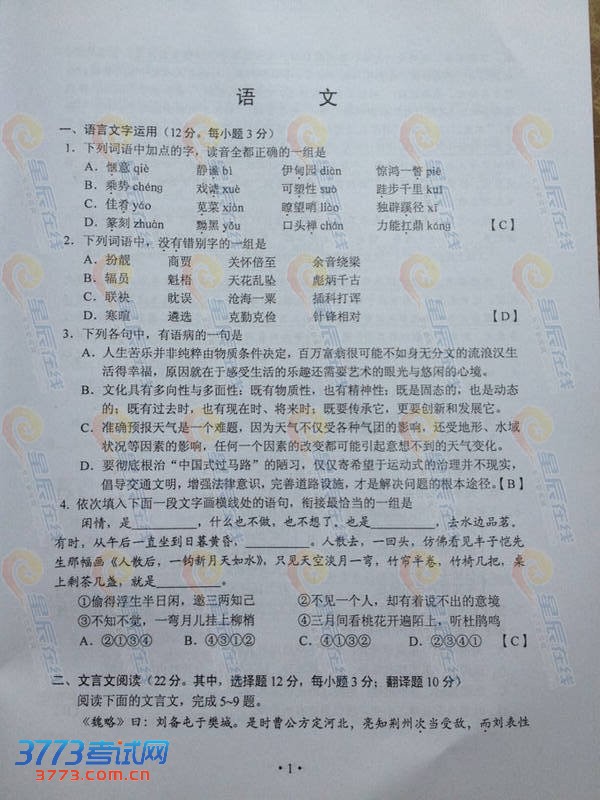 语 文
一、语言文字运用(12分。每小题3分)
1. 下列词语中加点的字,读音全都正确的一组是
A. 惬意 qiè 静谧 bì 伊甸园 diàn 惊鸿一瞥 piē
B. 乘势 chéng 戏谑 xuè 可塑性 suò 跬步千里 kuǐ
C. 佳肴 yáo 苋菜 xiàn 瞭望哨 liào 独辟蹊径 xī
D. 篆刻 zhuàn 黝黑 yǒu 口头禅 chán 力能扛鼎 káng 【C】
2. 下列词语中,没有错别字的一组是
A. 扮靓 商贾 关怀倍至 余音绕梁
B. 辐员 魁梧 天花乱坠 彪炳千古
C. 联袂 耽误 沧海一粟 插科打诨
D. 寒暄 遴选 克勤克俭 针锋相对 【D】
3. 下列各句中,有语病的一句是
A. 人生苦乐并非纯粹由物质条件决定,百万富翁很可能不如身无分文的流浪汉生
活得幸福,原因就在于感受生活的乐趣还需要艺术的眼光与悠闲的心境。
B. 文化具有多向性与多面性:既有物质性,也有精神性;既是固态的,也是动态
的;既有过去时,也有现在时、将来时;既要传承它,更要创新和发展它。
C. 准确预报天气是一个难题,因为天气不仅受各种气团的影响,还受地形、水域
状况等因素的影响,任何一个因素的改变都可能引起意想不到的天气变化。
D. 要彻底根治“中国式过马路”的陋习,仅仅寄希望于运动式的治理并不现实,
倡导交通文明,增强法律意识,完善道路设施,才是解决问题的根本途径。【B】
4. 依次填入下面一段文字画横线处的语句,衔接最恰当的一组是
闲情,是________,什么也不做,也不想了。也是________,去水边品茗。
有时,从午后一直坐到日暮黄昏,________。人散去,一回头,仿佛看见丰子恺先
生那幅画《人散后,一钩新月天如水》,只见天空淡月一弯,竹帘半卷,竹椅几把,桌
上剩茶几盏,就是________。
①偷得浮生半日闲,邀三两知己 ②不见一个人,却有着说不出的意境
③不知不觉,一弯月儿挂上柳梢 ④三月间看桃花开遍陌上,听杜鹃鸣
A. ②①③④ B. ④③①② C. ④①③② D. ②③①④ 【C】
二、文言文阅读(22分。其中,选择题12分,每小题3分;翻译题10分)
阅读下面的文言文,完成5~9题。
《魏略》曰:刘备屯于樊城。是时曹公方定河北,亮知荆州次当受敌,而刘表性
·1·
3773考试网
3773.com.cn
星辰在线